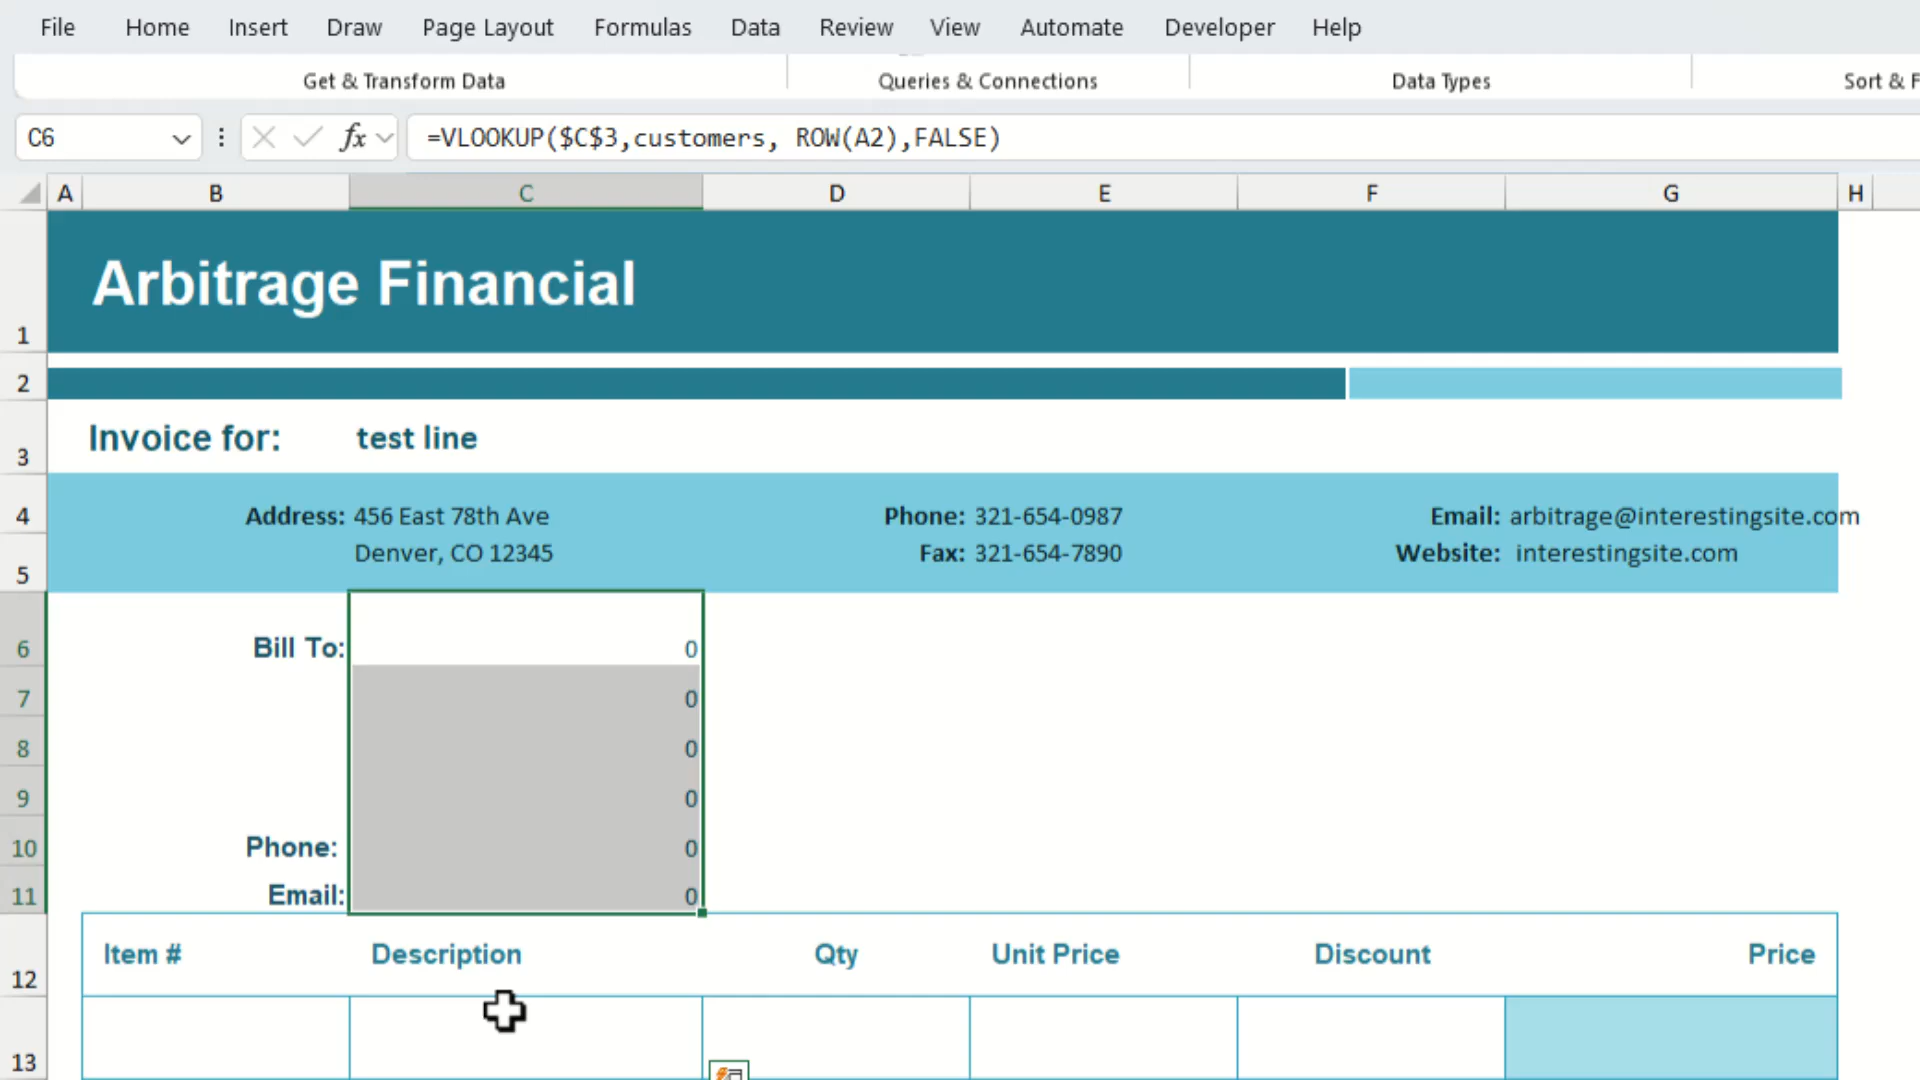 File Home Insert Draw Page Layout Formulas Data Review View Automate Developer Help
Get & Transform Data Queries & Connections Data Types Sort & F
C6 fx =VLOOKUP($C$3,customers, ROW(A2),FALSE)
A B C D E F G H
1 Arbitrage Financial
2
3 Invoice for: test line
4 Address: 456 East 78th Ave Phone: 321-654-0987 Email: arbitrage@interestingsite.com
5 Denver, CO 12345 Fax: 321-654-7890 Website: interestingsite.com
6 Bill To: 0
7 0
8 0
9 0
10 Phone: 0
11 Email: 0
12 Item # Description Qty Unit Price Discount Price
13